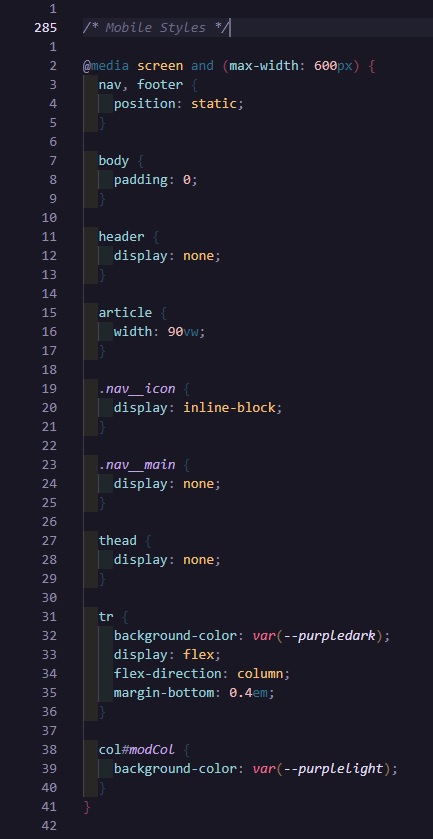 1
285 /* Mobile Styles */
1
2 @media screen and (max-width: 600px) {
3 nav, footer {
4 position: static;
5 }
6
7 body {
8 padding: 0;
9 }
10
11 header {
12 display: none;
13 }
14
15 article {
16 width: 90vw;
17 }
18
19 .nav__icon {
20 display: inline-block;
21 }
22
23 .nav__main {
24 display: none;
25 }
26
27 thead {
28 display: none;
29 }
30
31 tr {
32 background-color: var(--purpledark);
33 display: flex;
34 flex-direction: column;
35 margin-bottom: 0.4em;
36 }
37
38 col#modCol {
39 background-color: var(--purplelight);
40 }
41 }
42